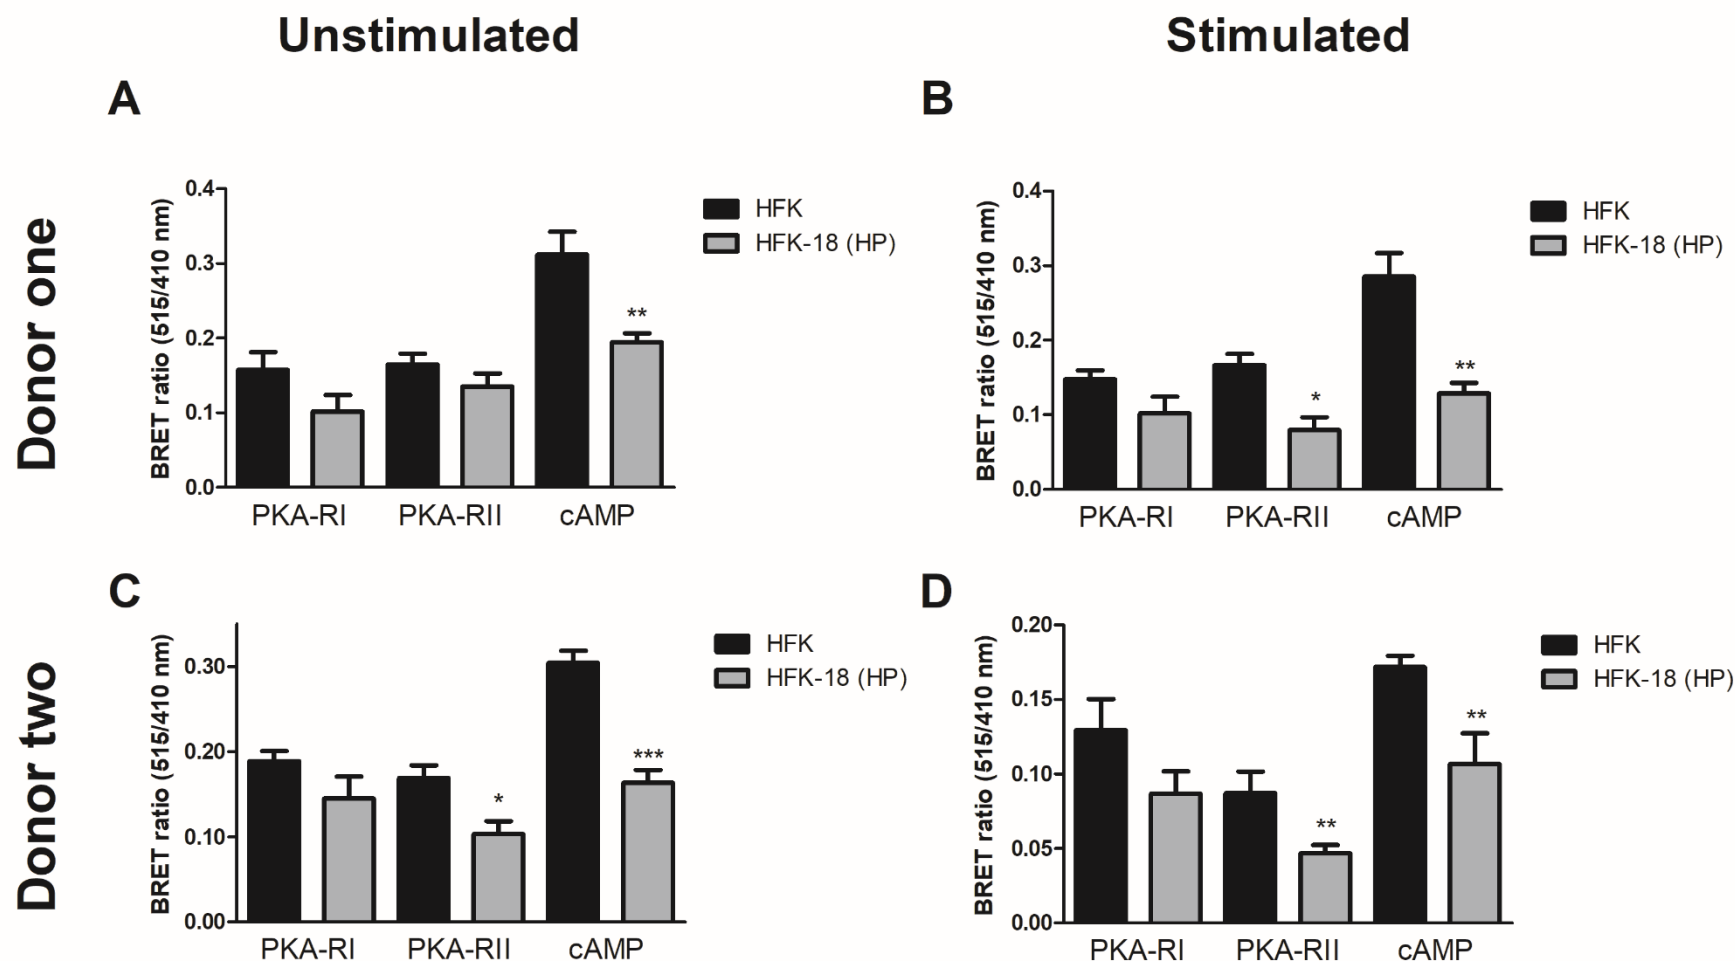 Unstimulated
Stimulated
Donor one
A
BRET ratio (515/410 nm)
0.4
0.3
0.2
0.1
0.0
**
PKA-RI PKA-RII cAMP
HFK
HFK-18 (HP)
B
BRET ratio (515/410 nm)
0.4
0.3
0.2
0.1
0.0
*
**
PKA-RI PKA-RII cAMP
HFK
HFK-18 (HP)
Donor two
C
BRET ratio (515/410 nm)
0.30
0.20
0.10
0.00
*
***
PKA-RI PKA-RII cAMP
HFK
HFK-18 (HP)
D
BRET ratio (515/410 nm)
0.20
0.15
0.10
0.05
0.00
**
**
PKA-RI PKA-RII cAMP
HFK
HFK-18 (HP)